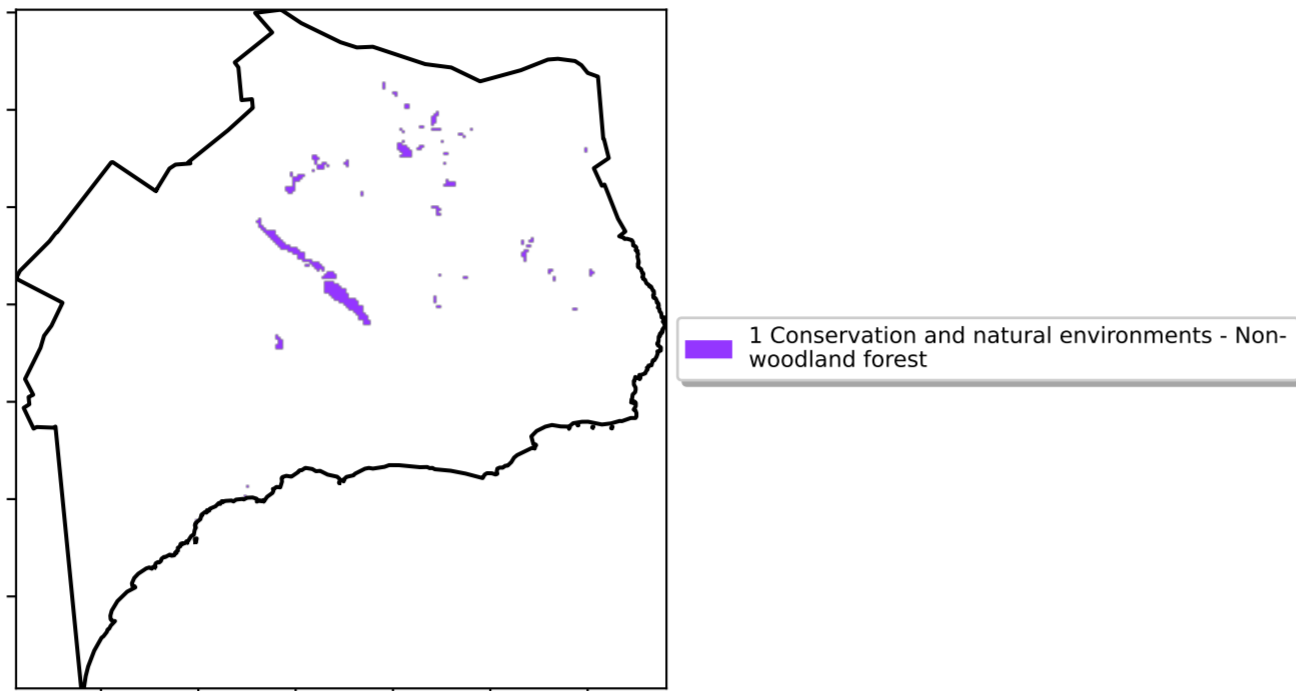 1 Conservation and natural environments - Non-
woodland forest